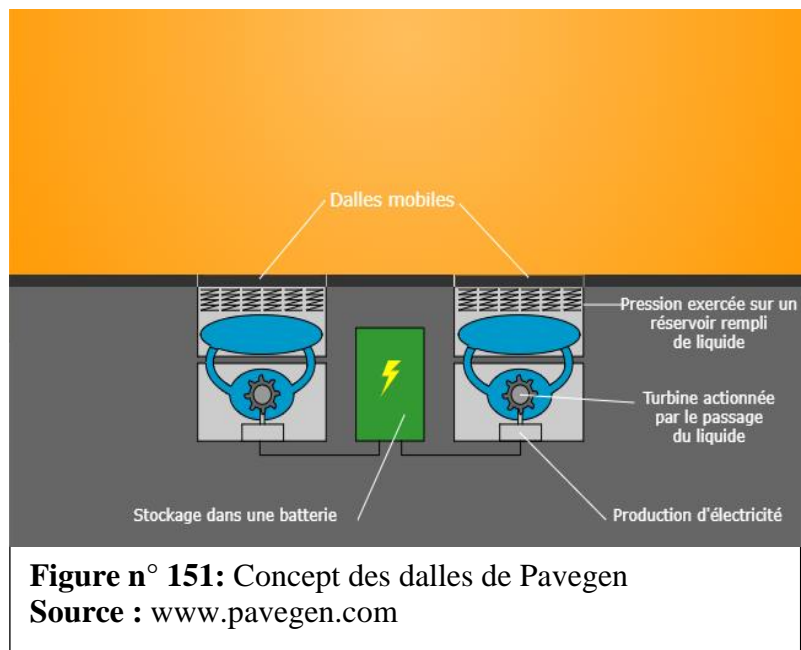 Dalles mobiles
Pression exercée sur un
réservoir rempli
de liquide
Turbine actionnée
par le passage
du liquide
Stockage dans une batterie
Production d'électricité
Figure n° 151: Concept des dalles de Pavegen
Source : www.pavegen.com